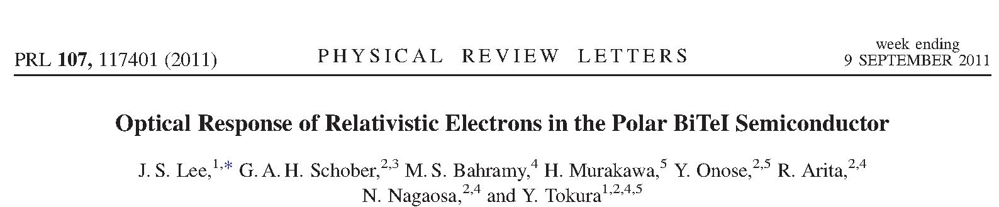 PRL 107, 117401 (2011)
PHYSICAL REVIEW LETTERS
week ending
9 SEPTEMBER 2011
Optical Response of Relativistic Electrons in the Polar BiTeI Semiconductor
J. S. Lee,1,* G. A. H. Schober,2,3 M. S. Bahramy,4 H. Murakawa,5 Y. Onose,2,5 R. Arita,2,4
N. Nagaosa,2,4 and Y. Tokura1,2,4,5